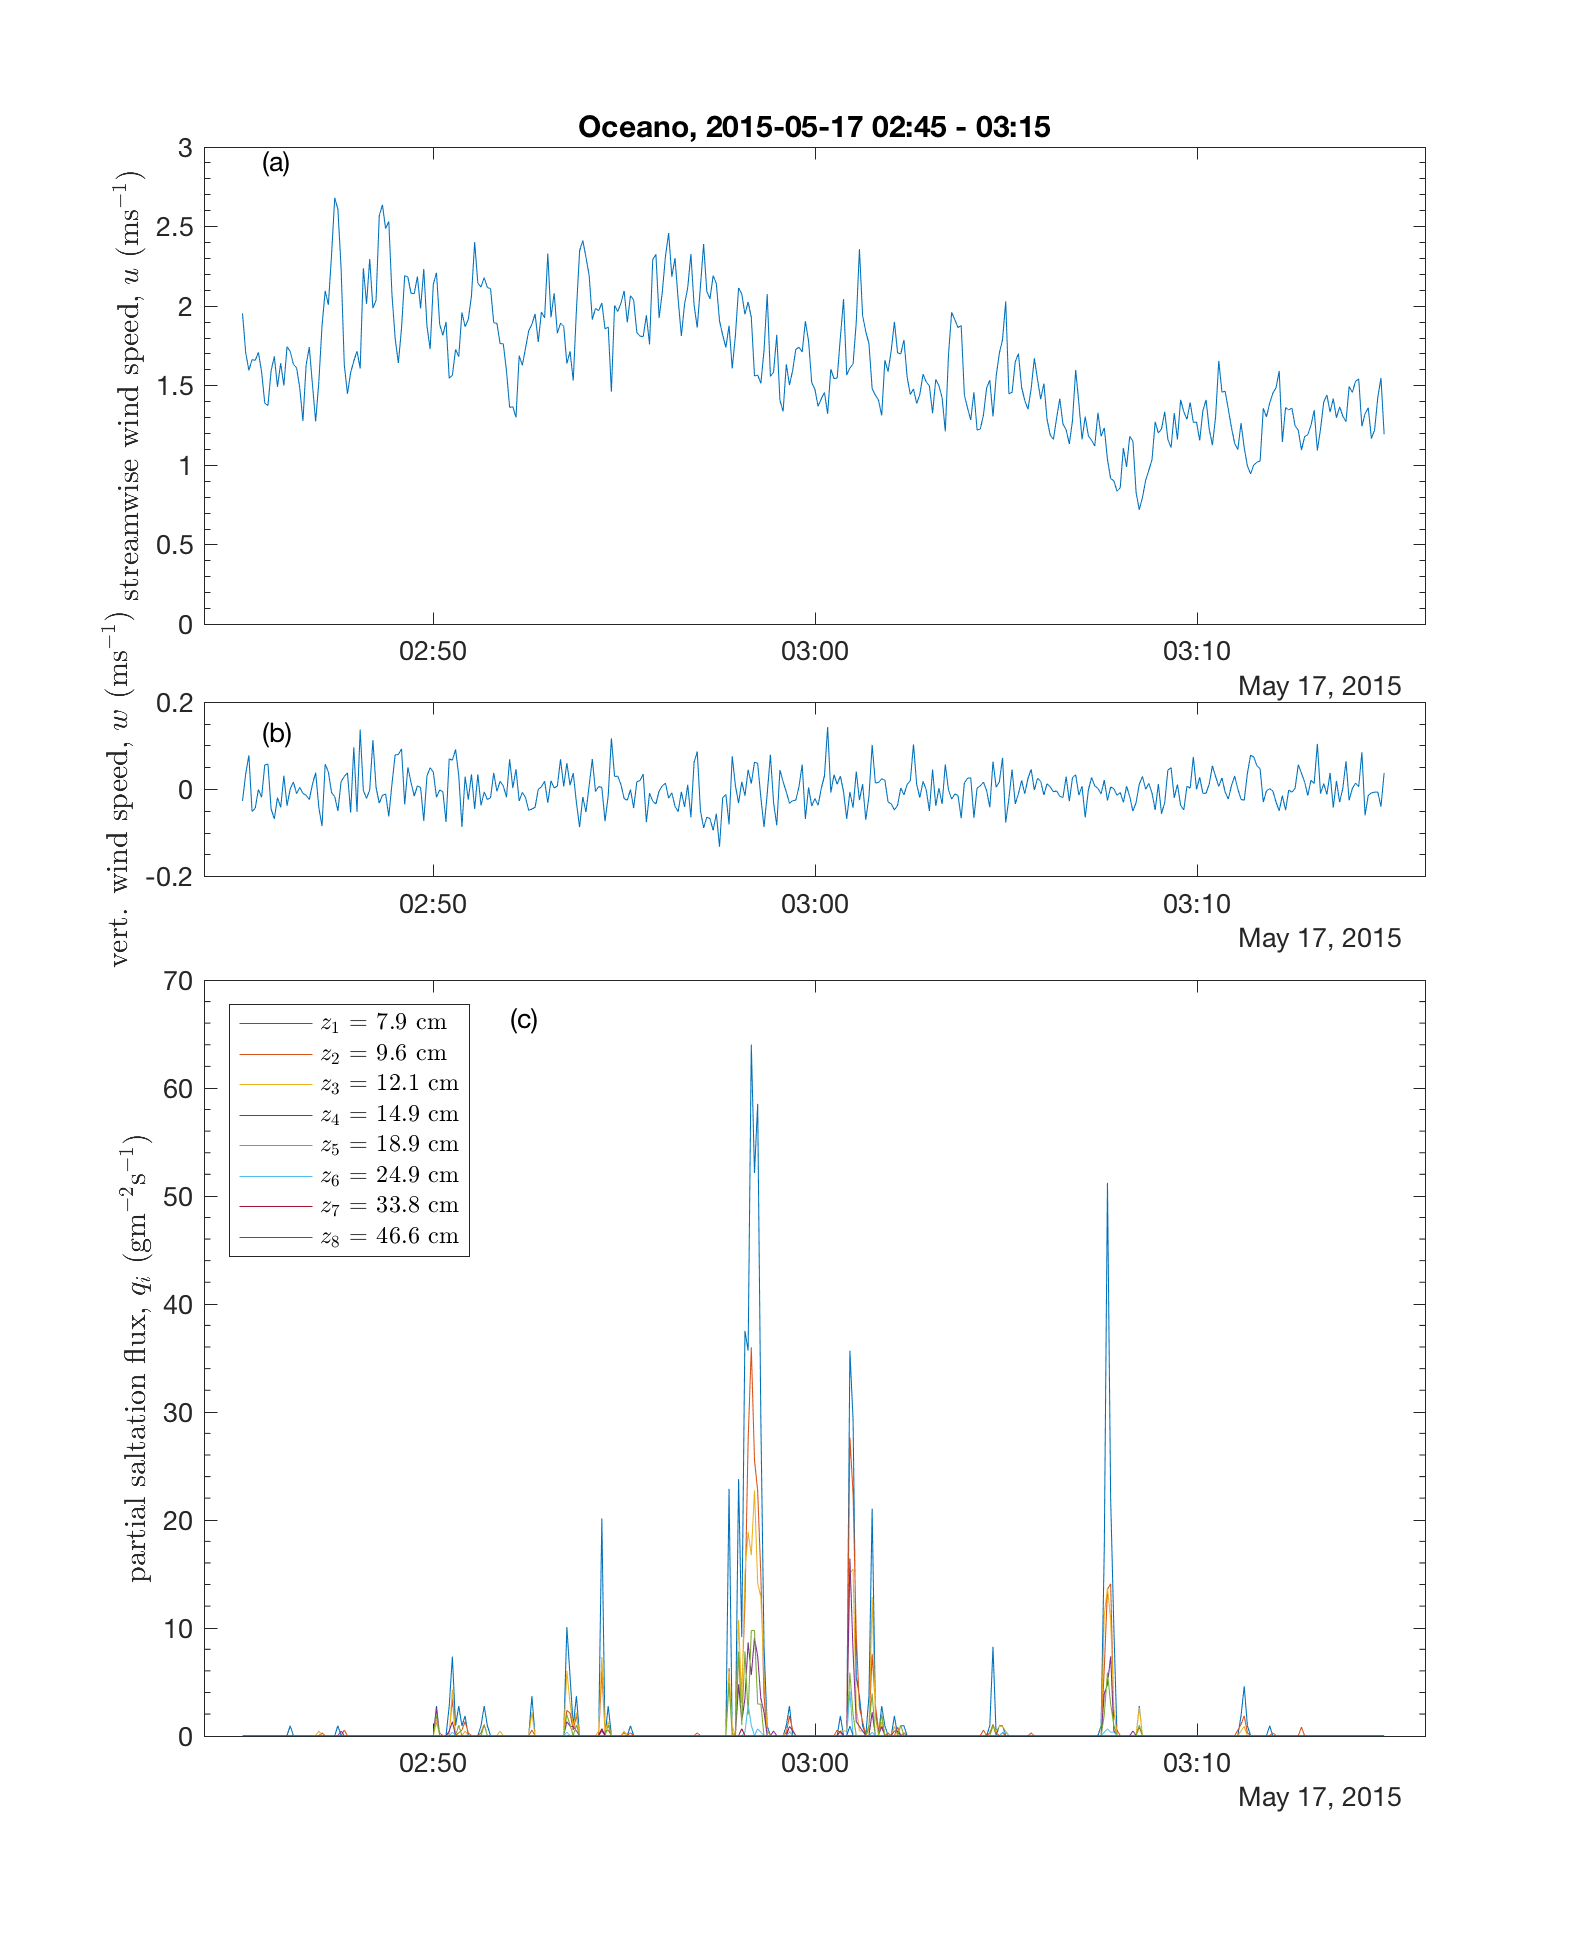 Oceano, 2015-05-17 02:45 - 03:15
(a)
streamwise wind speed, u (ms⁻¹)
3
2.5
2
1.5
1
0.5
0
02:50 03:00 03:10
May 17, 2015
(b)
vert. wind speed, w (ms⁻¹)
0.2
0
-0.2
02:50 03:00 03:10
May 17, 2015
(c)
partial saltation flux, qᵢ (gm⁻²s⁻¹)
70
60
50
40
30
20
10
0
z₁ = 7.9 cm
z₂ = 9.6 cm
z₃ = 12.1 cm
z₄ = 14.9 cm
z₅ = 18.9 cm
z₆ = 24.9 cm
z₇ = 33.8 cm
z₈ = 46.6 cm
02:50 03:00 03:10
May 17, 2015